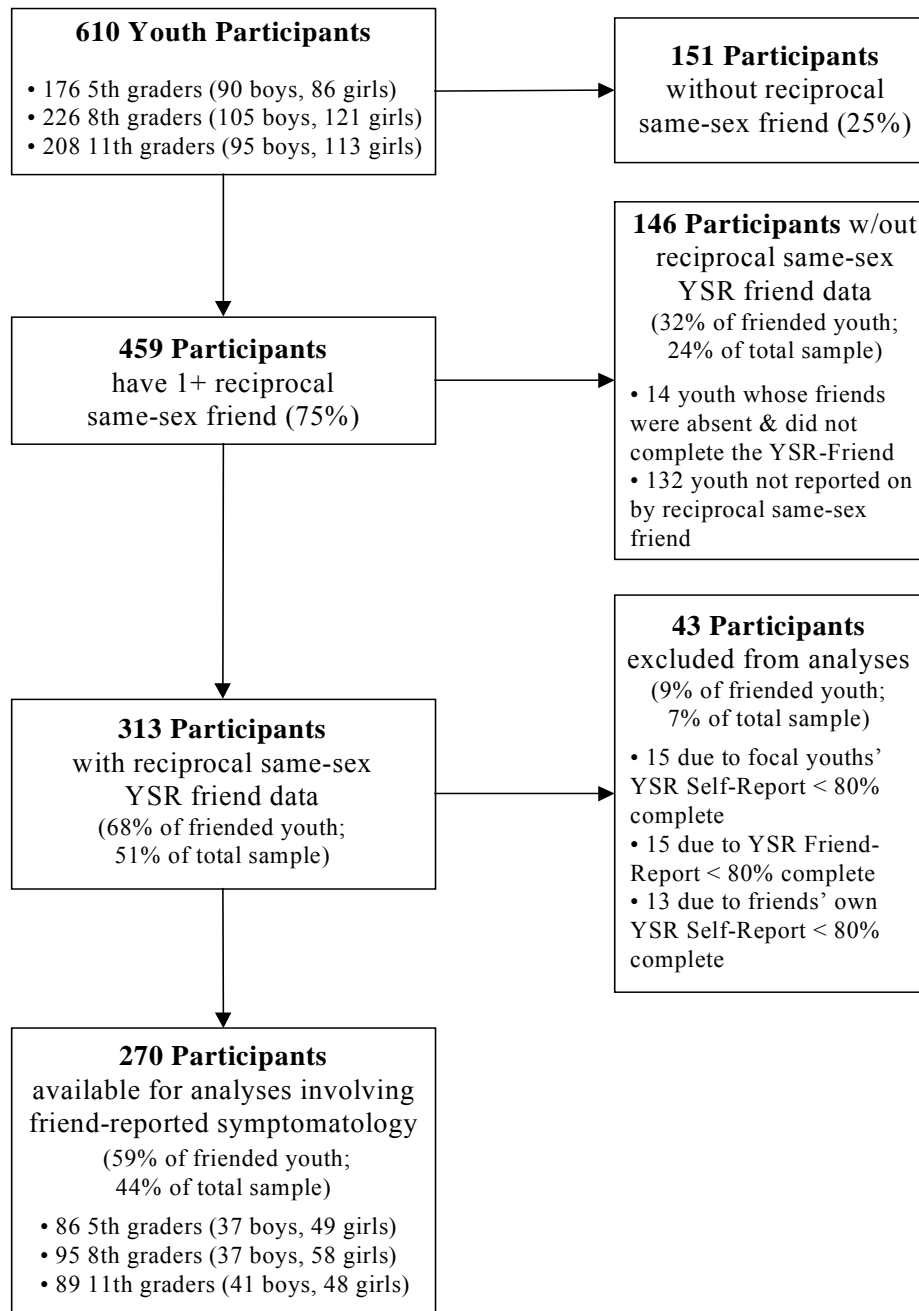 610 Youth Participants
• 176 5th graders (90 boys, 86 girls)
• 226 8th graders (105 boys, 121 girls)
• 208 11th graders (95 boys, 113 girls)
151 Participants
without reciprocal
same-sex friend (25%)
459 Participants
have 1+ reciprocal
same-sex friend (75%)
146 Participants w/out
reciprocal same-sex
YSR friend data
(32% of friended youth;
24% of total sample)
• 14 youth whose friends
were absent & did not
complete the YSR-Friend
• 132 youth not reported on
by reciprocal same-sex
friend
313 Participants
with reciprocal same-sex
YSR friend data
(68% of friended youth;
51% of total sample)
43 Participants
excluded from analyses
(9% of friended youth;
7% of total sample)
• 15 due to focal youths’
YSR Self-Report < 80%
complete
• 15 due to YSR Friend-
Report < 80% complete
• 13 due to friends’ own
YSR Self-Report < 80%
complete
270 Participants
available for analyses involving
friend-reported symptomatology
(59% of friended youth;
44% of total sample)
• 86 5th graders (37 boys, 49 girls)
• 95 8th graders (37 boys, 58 girls)
• 89 11th graders (41 boys, 48 girls)